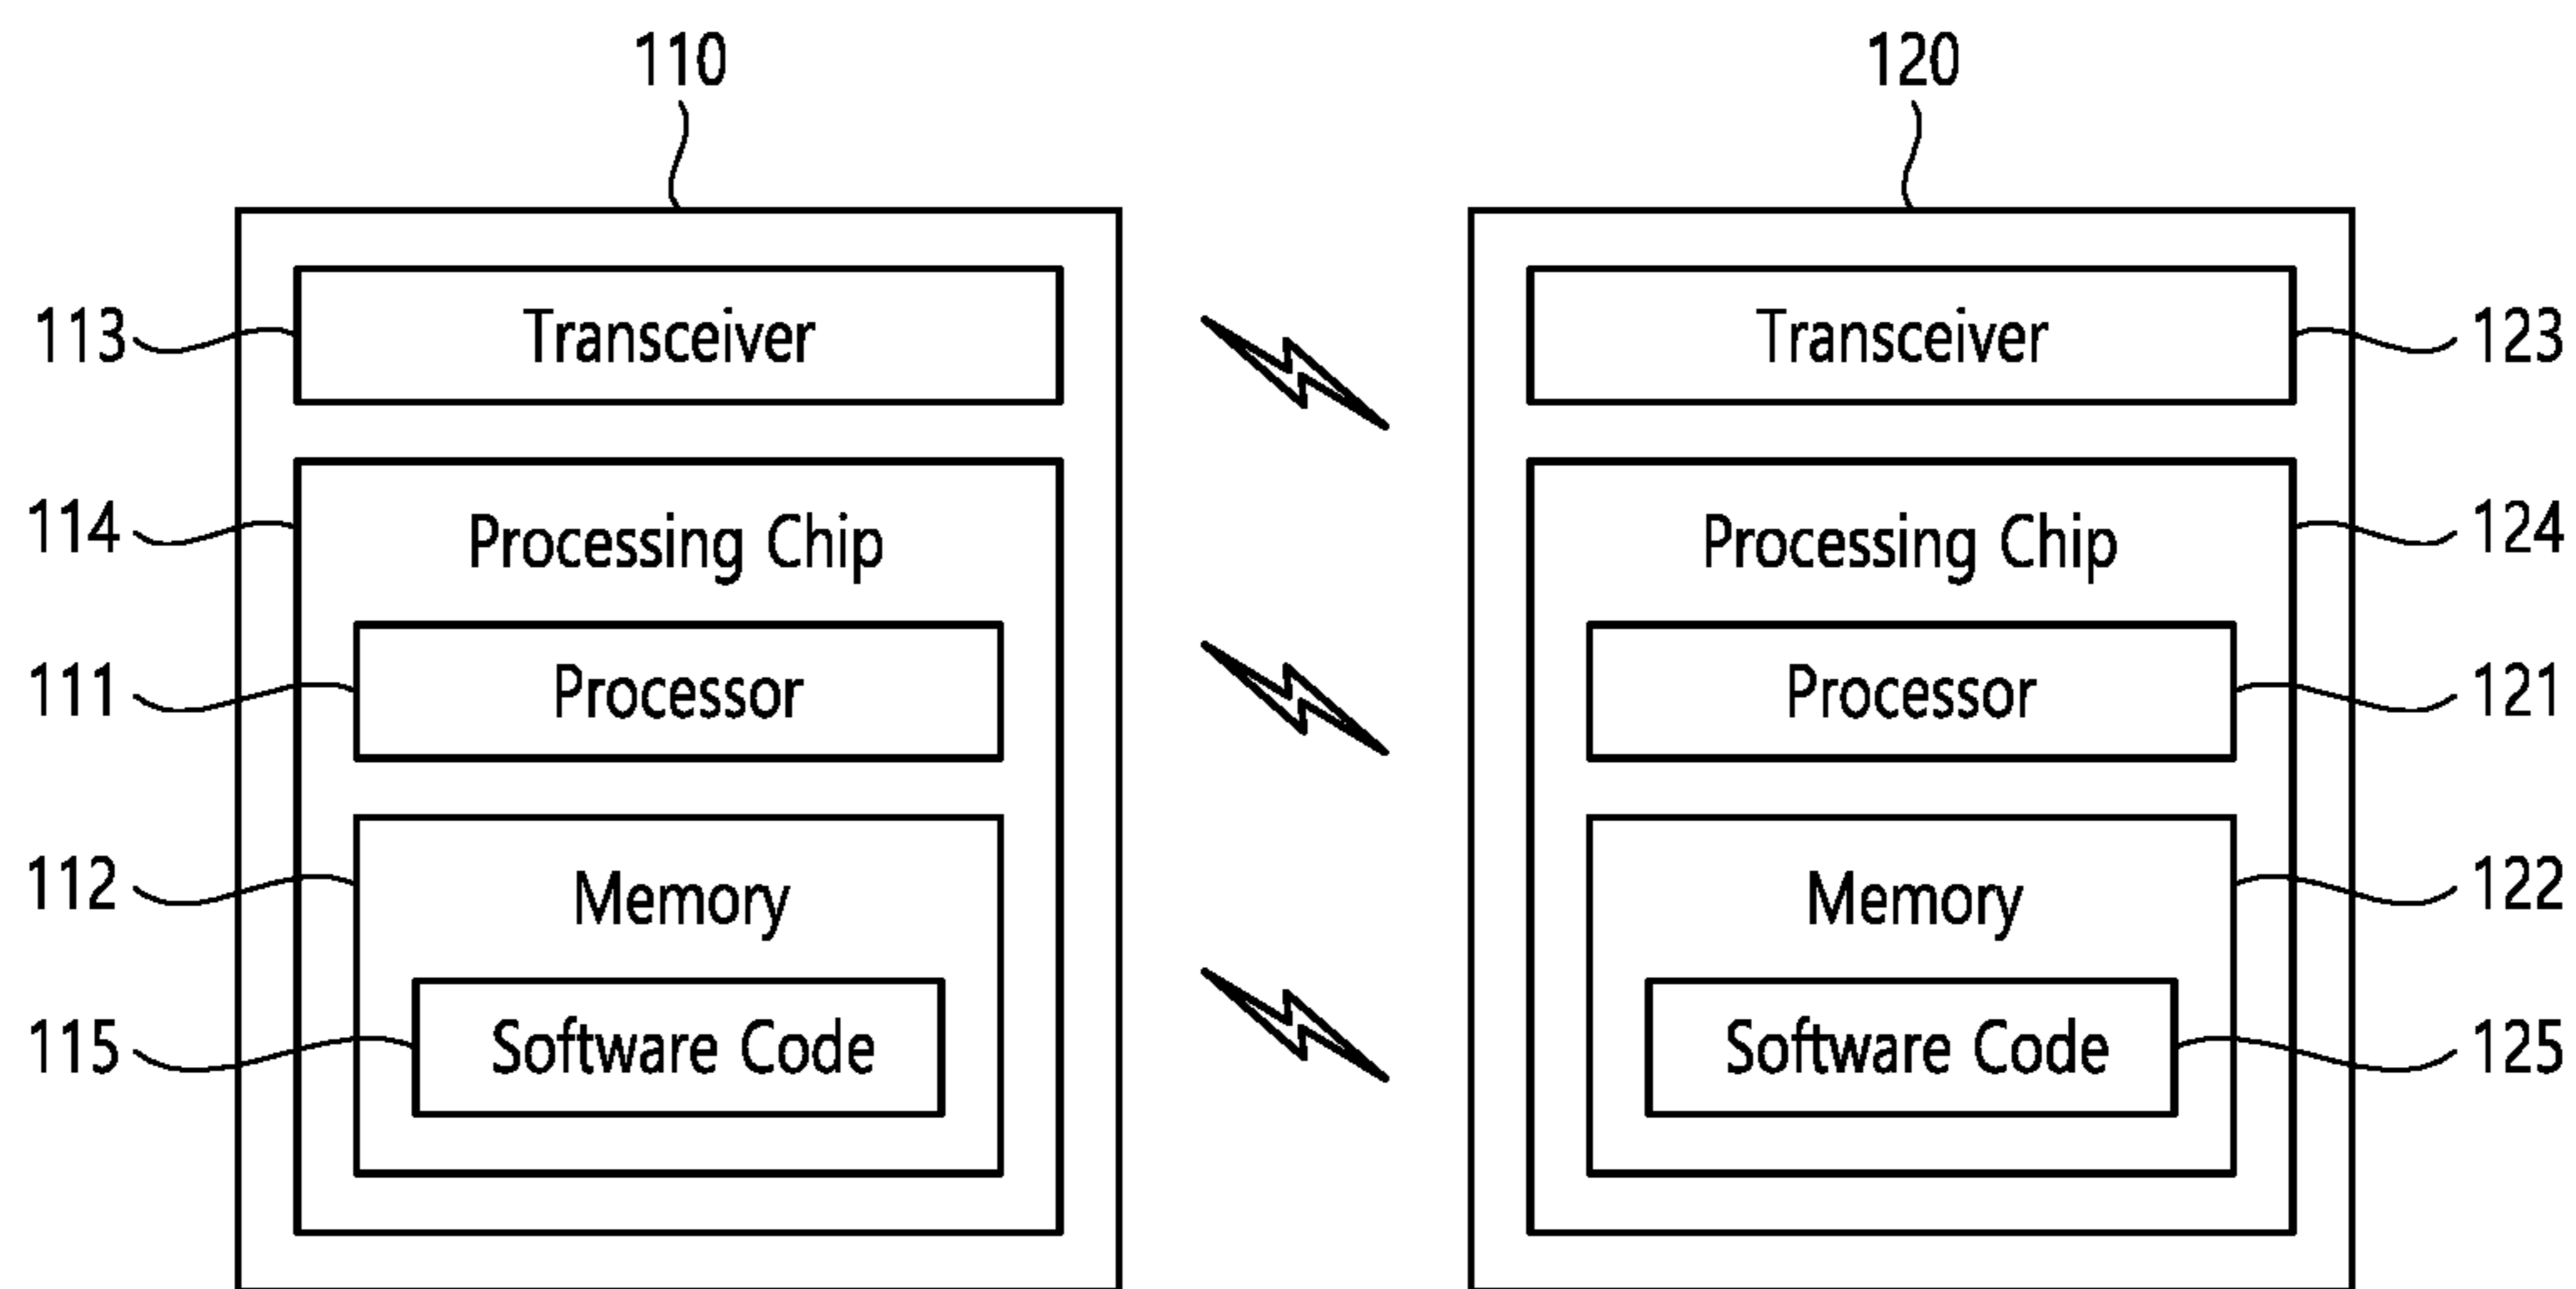 110
113
Transceiver
114
Processing Chip
111
Processor
112
Memory
115
Software Code
120
Transceiver
123
Processing Chip
124
Processor
121
Memory
122
Software Code
125